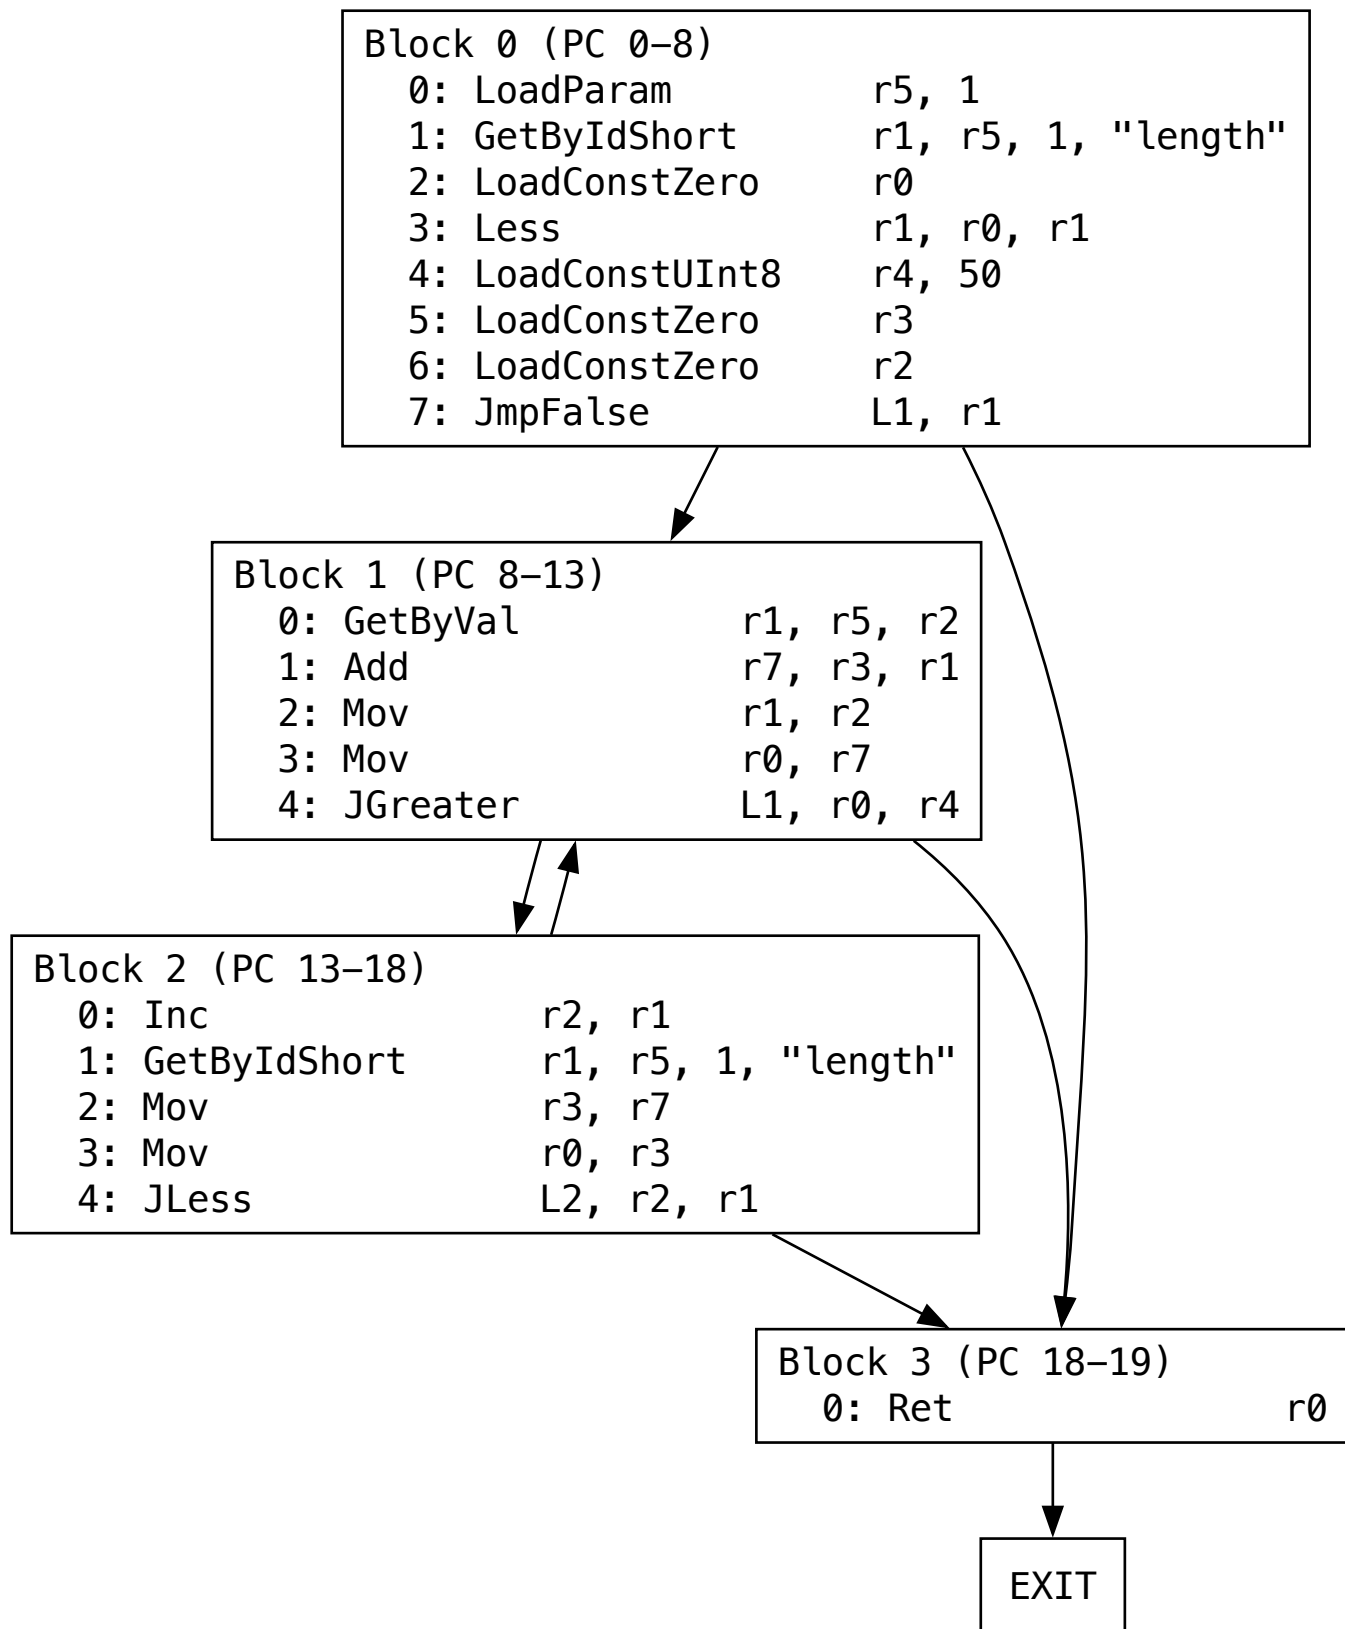 Block 0 (PC 0–8)
0: LoadParam r5, 1
1: GetByIdShort r1, r5, 1, "length"
2: LoadConstZero r0
3: Less r1, r0, r1
4: LoadConstUInt8 r4, 50
5: LoadConstZero r3
6: LoadConstZero r2
7: JmpFalse L1, r1
Block 1 (PC 8–13)
0: GetByVal r1, r5, r2
1: Add r7, r3, r1
2: Mov r1, r2
3: Mov r0, r7
4: JGreater L1, r0, r4
Block 2 (PC 13–18)
0: Inc r2, r1
1: GetByIdShort r1, r5, 1, "length"
2: Mov r3, r7
3: Mov r0, r3
4: JLess L2, r2, r1
Block 3 (PC 18–19)
0: Ret r0
EXIT